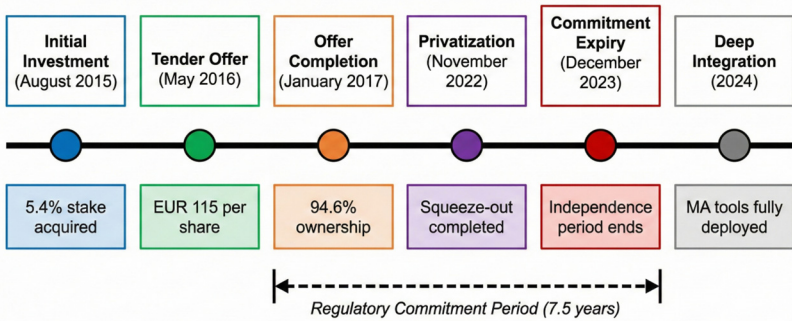 Initial
Investment
(August 2015)
Tender Offer
(May 2016)
Offer
Completion
(January 2017)
Privatization
(November
2022)
Commitment
Expiry
(December
2023)
Deep
Integration
(2024)
5.4% stake
acquired
EUR 115 per
share
94.6%
ownership
Squeeze-out
completed
Independence
period ends
MA tools fully
deployed
Regulatory Commitment Period (7.5 years)